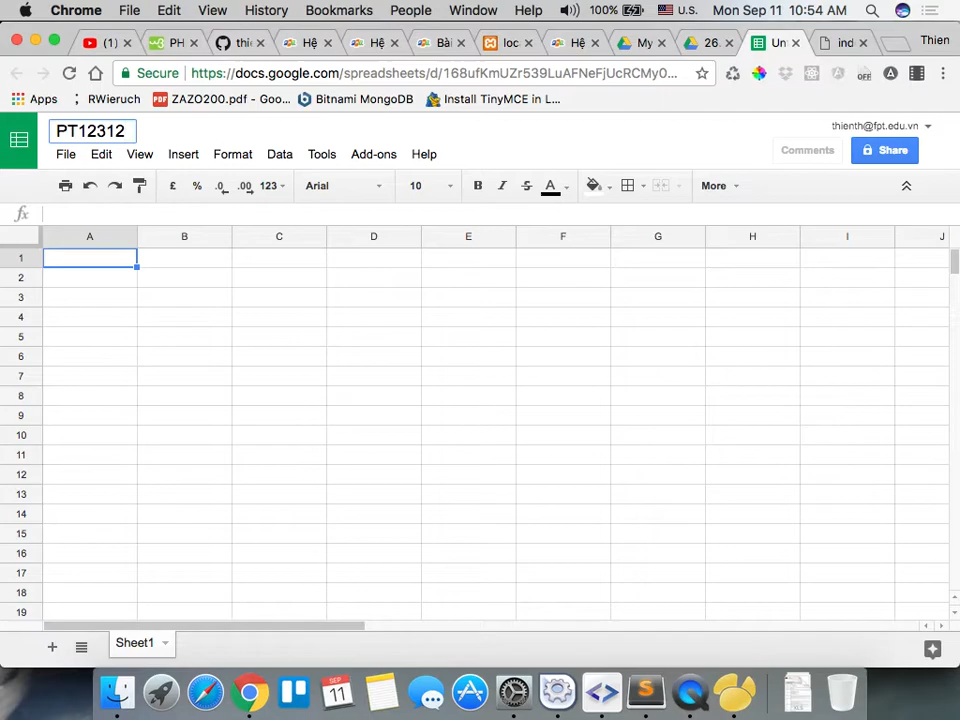 Chrome File Edit View History Bookmarks People Window Help 100% U.S. Mon Sep 11 10:54 AM
(1) PH thi Hệ Hệ Bài loc Hệ My 26. Un ind Thien
Secure https://docs.google.com/spreadsheets/d/168ufKmUZr539LuAFNeFjUcRCMy0...
Apps RWieruch ZAZO200.pdf - Goo... Bitnami MongoDB Install TinyMCE in L...
PT12312
thienth@fpt.edu.vn
File Edit View Insert Format Data Tools Add-ons Help
Comments Share
£ % .0 .00 123 Arial 10 B I S A More
fx
A B C D E F G H I J
1
2
3
4
5
6
7
8
9
10
11
12
13
14
15
16
17
18
19
+ Sheet1
SEP
11